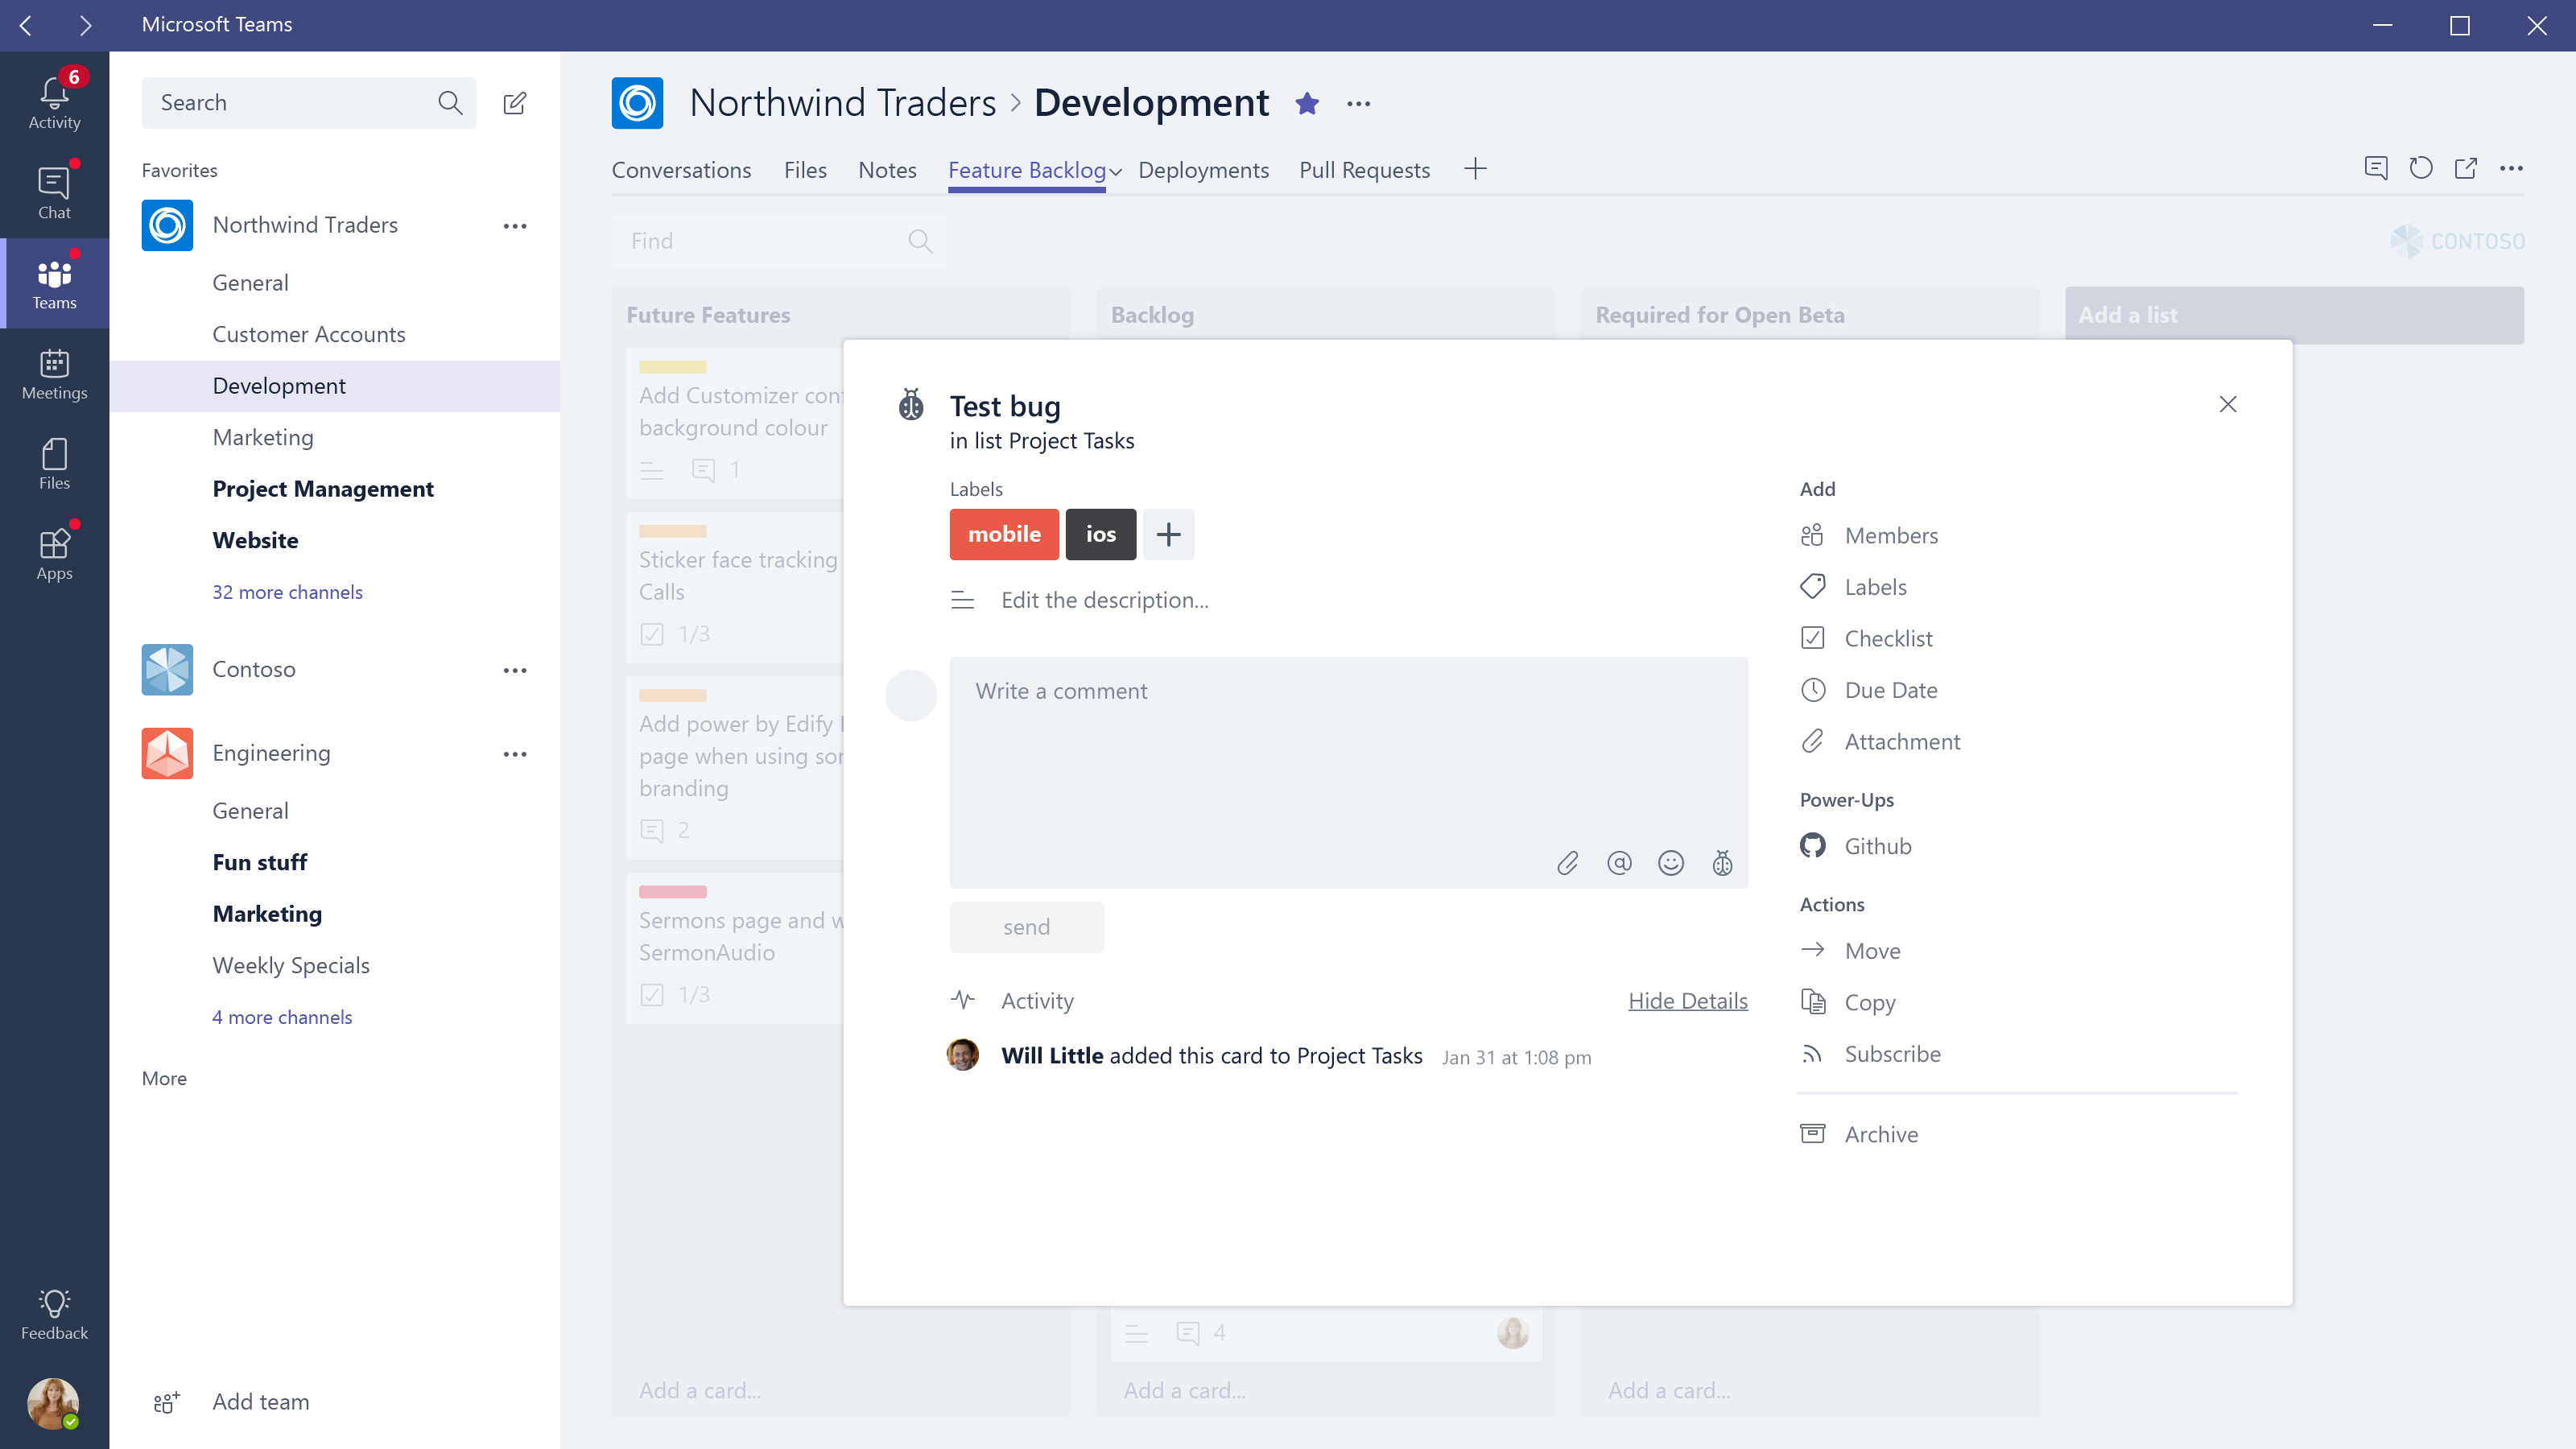 Microsoft Teams
6
Activity
Chat
Teams
Meetings
Files
Apps
Feedback
Search
Favorites
Northwind Traders
General
Customer Accounts
Development
Marketing
Project Management
Website
32 more channels
Contoso
Engineering
General
Fun stuff
Marketing
Weekly Specials
4 more channels
More
Add team
Northwind Traders > Development
Conversations Files Notes Feature Backlog Deployments Pull Requests
Find
CONTOSO
Future Features
Add Customizer
background colour
1
Sticker face tracking
Calls
1/3
Add power by Edify
page when using
branding
2
Sermons page and
SermonAudio
1/3
Add a card...
Backlog
4
Add a card...
Required for Open Beta
Add a card...
Add a list
Test bug
in list Project Tasks
Labels
mobile ios
Edit the description...
Write a comment
send
Activity Hide Details
Will Little added this card to Project Tasks Jan 31 at 1:08 pm
Add
Members
Labels
Checklist
Due Date
Attachment
Power-Ups
Github
Actions
Move
Copy
Subscribe
Archive